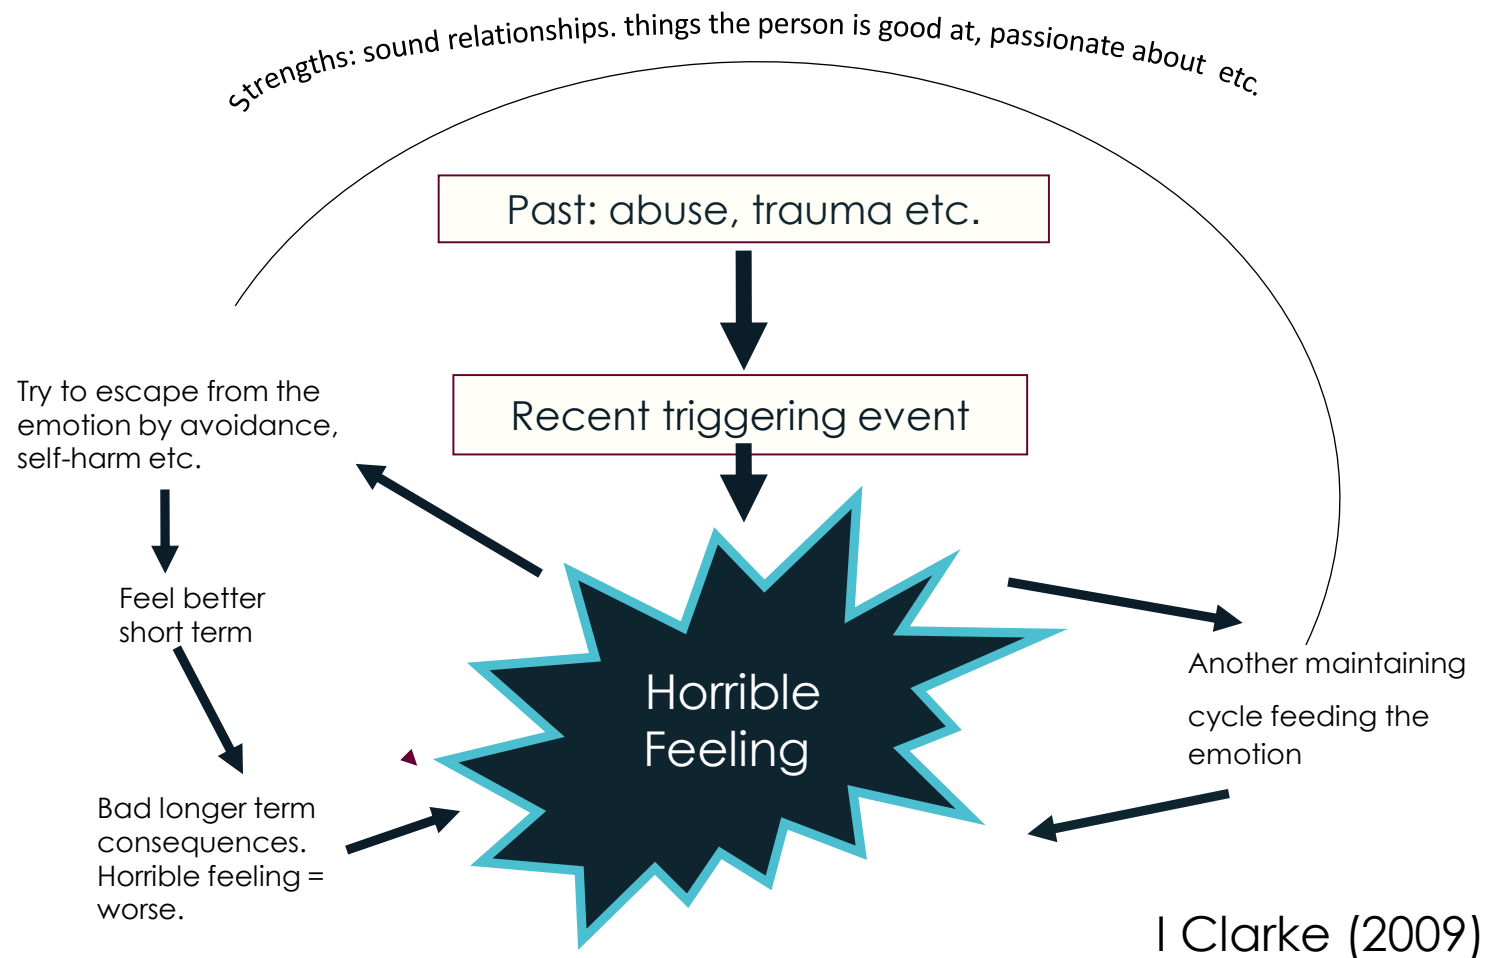 Strengths: sound relationships. things the person is good at, passionate about etc.
Past: abuse, trauma etc.
Recent triggering event
Try to escape from the
emotion by avoidance,
self-harm etc.
Feel better
short term
Bad longer term
consequences.
Horrible feeling =
worse.
Horrible
Feeling
Another maintaining
cycle feeding the
emotion
I Clarke (2009)